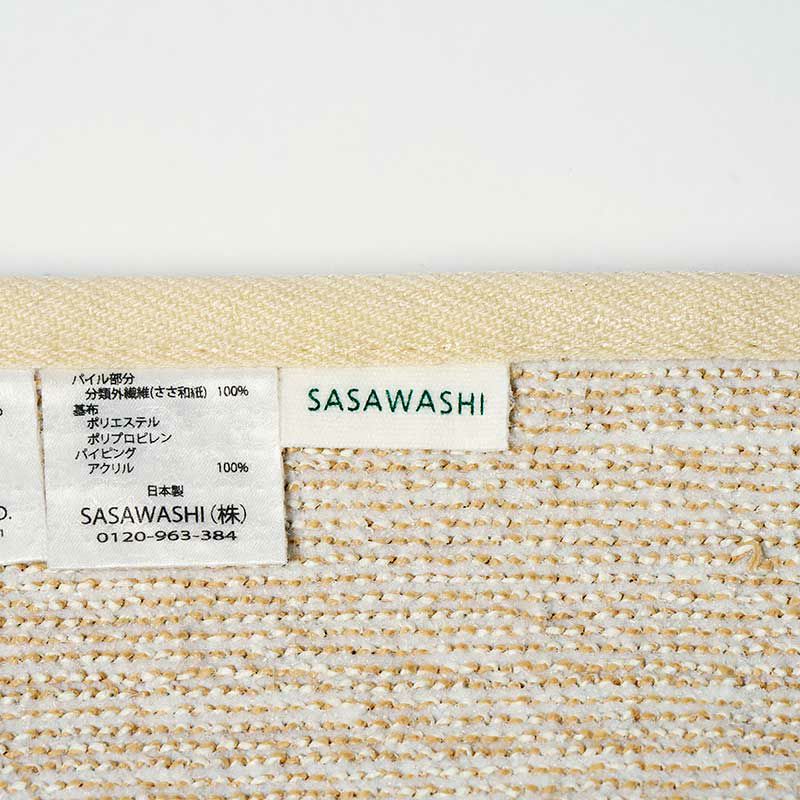 パイル部分
分類外繊維(ささ和紙) 100%
基布
ポリエステル
ポリプロピレン
パイピング
アクリル 100%
日本製
SASAWASHI(株)
0120-963-384
SASAWASHI